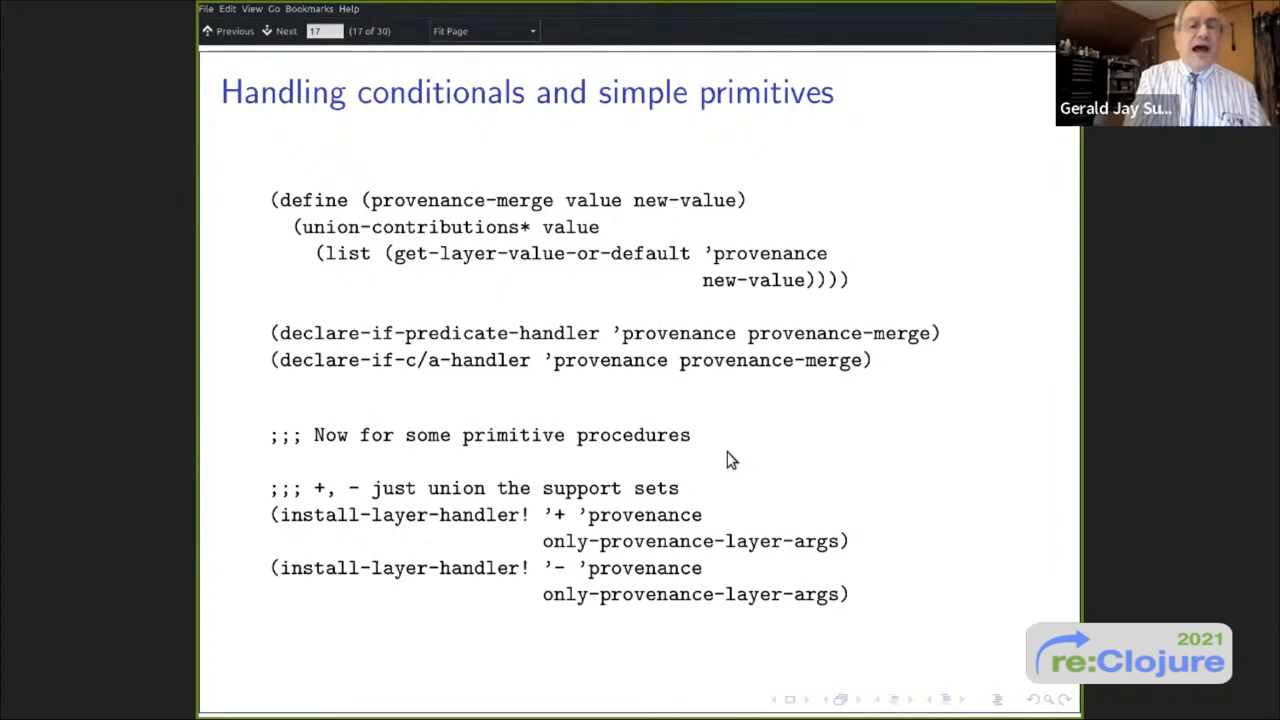 File Edit View Go Bookmarks Help
Previous Next 17 (17 of 30) Fit Page
Gerald Jay Su...
Handling conditionals and simple primitives
(define (provenance-merge value new-value)
(union-contributions* value
(list (get-layer-value-or-default ’provenance
new-value))))
(declare-if-predicate-handler ’provenance provenance-merge)
(declare-if-c/a-handler ’provenance provenance-merge)
;;; Now for some primitive procedures
;;; +, - just union the support sets
(install-layer-handler! ’+ ’provenance
only-provenance-layer-args)
(install-layer-handler! ’- ’provenance
only-provenance-layer-args)
2021
re:Clojure